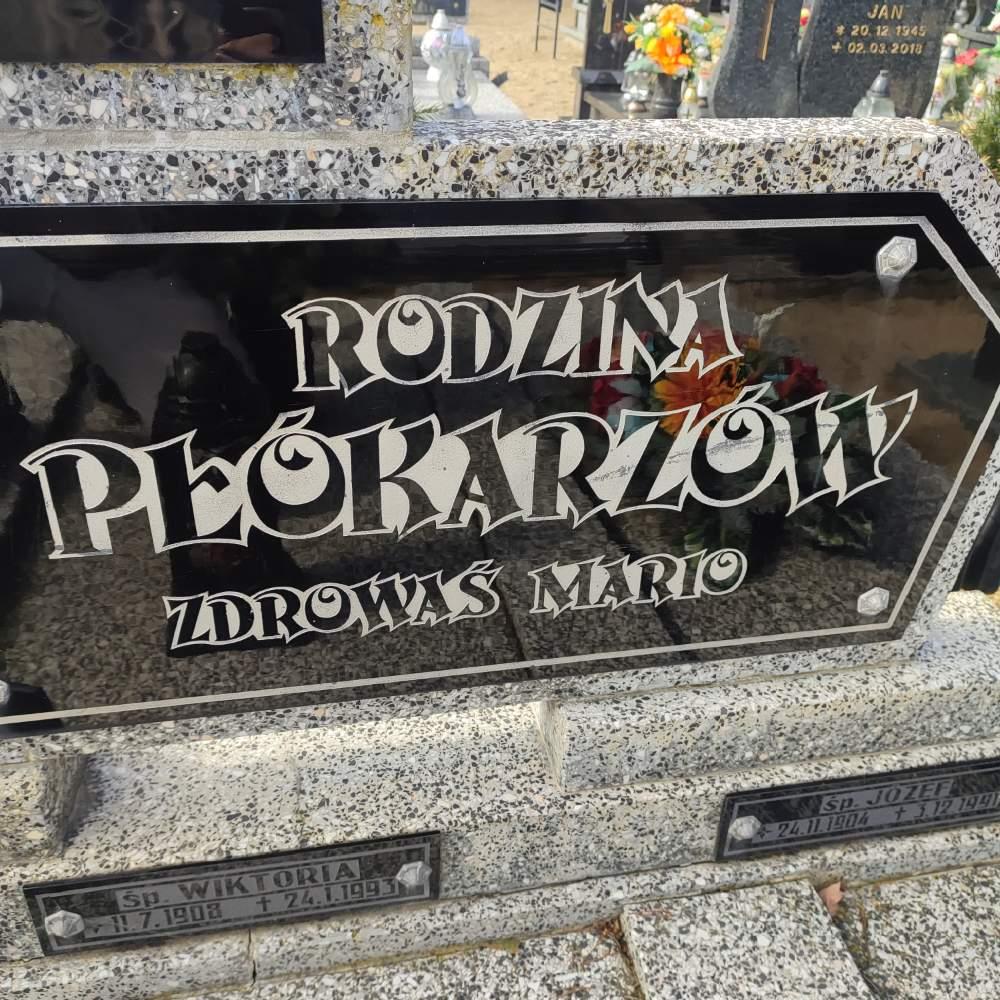 JAN
* 20.12.1945
+ 02.03.2018
RODZINA
PŁÓKARZÓW
ZDROWAŚ MARIO
śp. JÓZEF
* 24.11.1904 + 3.12.1991
śp. WIKTORIA
* 11.7.1908 + 24.1.1993